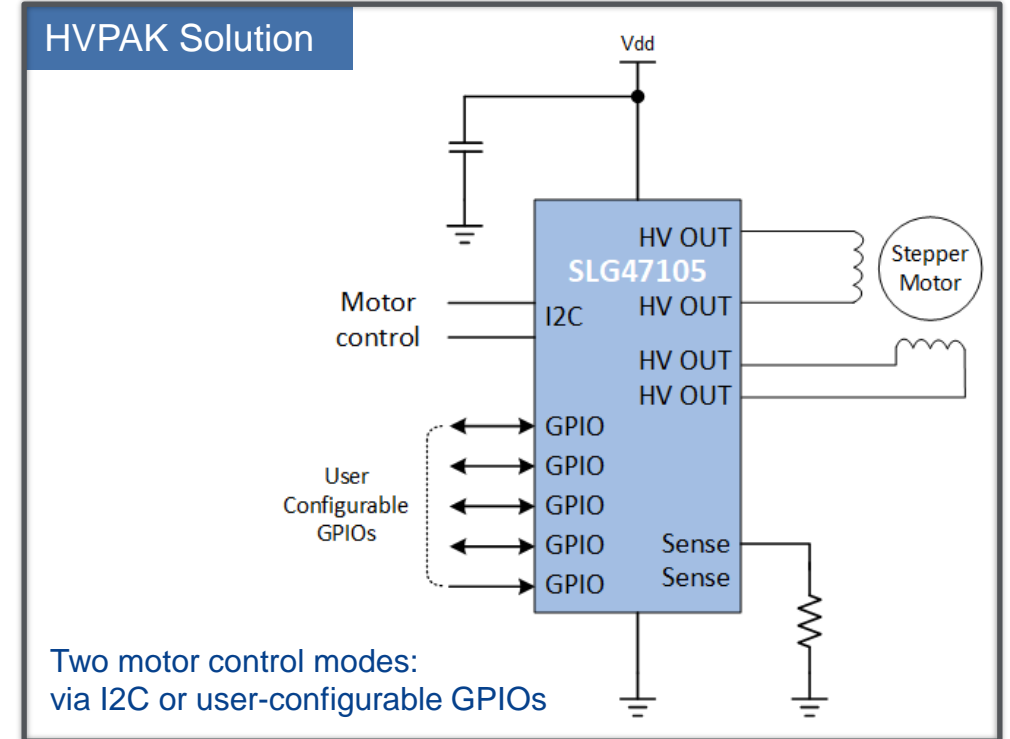 HVPAK Solution
Vdd
HV OUT
SLG47105
HV OUT
Stepper
Motor
Motor
control
I2C
HV OUT
HV OUT
GPIO
GPIO
GPIO
GPIO
GPIO
User
Configurable
GPIOs
Sense
Sense
Two motor control modes:
via I2C or user-configurable GPIOs